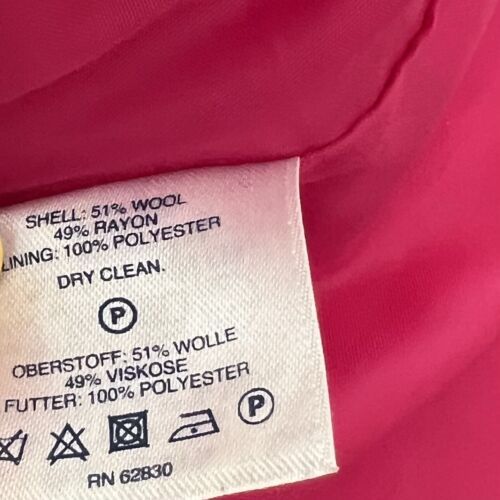 SHELL: 51% WOOL
49% RAYON
LINING: 100% POLYESTER
DRY CLEAN.
P
OBERSTOFF: 51% WOLLE
49% VISKOSE
FUTTER: 100% POLYESTER
P
RN 62830